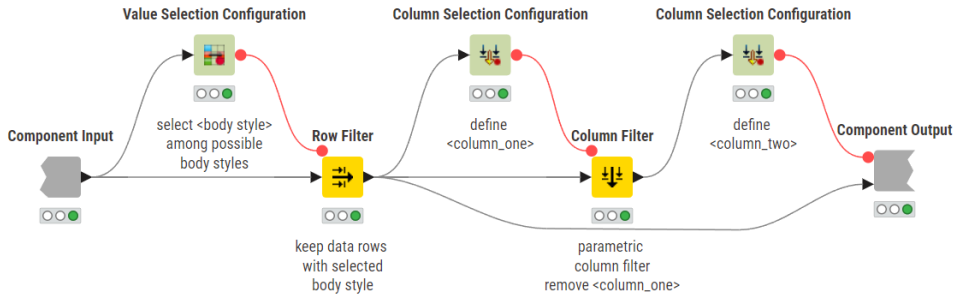 Value Selection Configuration
Column Selection Configuration
Column Selection Configuration
Component Input
select <body style>
among possible
body styles
Row Filter
define
<column_one>
Column Filter
define
<column_two>
Component Output
keep data rows
with selected
body style
parametric
column filter
remove <column_one>